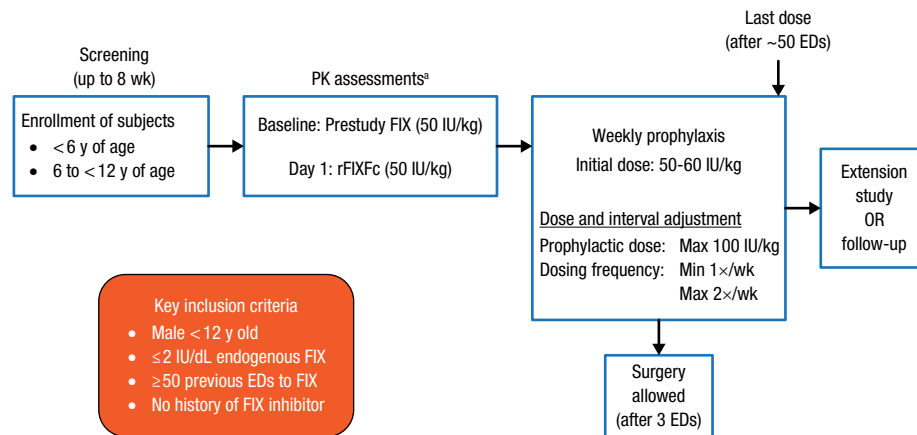 Screening
(up to 8 wk)
Enrollment of subjects
• <6 y of age
• 6 to <12 y of age
PK assessmentsᵃ
Baseline: Prestudy FIX (50 IU/kg)
Day 1: rFIXFc (50 IU/kg)
Last dose
(after ~50 EDs)
Weekly prophylaxis
Initial dose: 50-60 IU/kg
Dose and interval adjustment
Prophylactic dose: Max 100 IU/kg
Dosing frequency: Min 1×/wk
Max 2×/wk
Extension
study
OR
follow-up
Surgery
allowed
(after 3 EDs)
Key inclusion criteria
• Male <12 y old
• ≤2 IU/dL endogenous FIX
• ≥50 previous EDs to FIX
• No history of FIX inhibitor